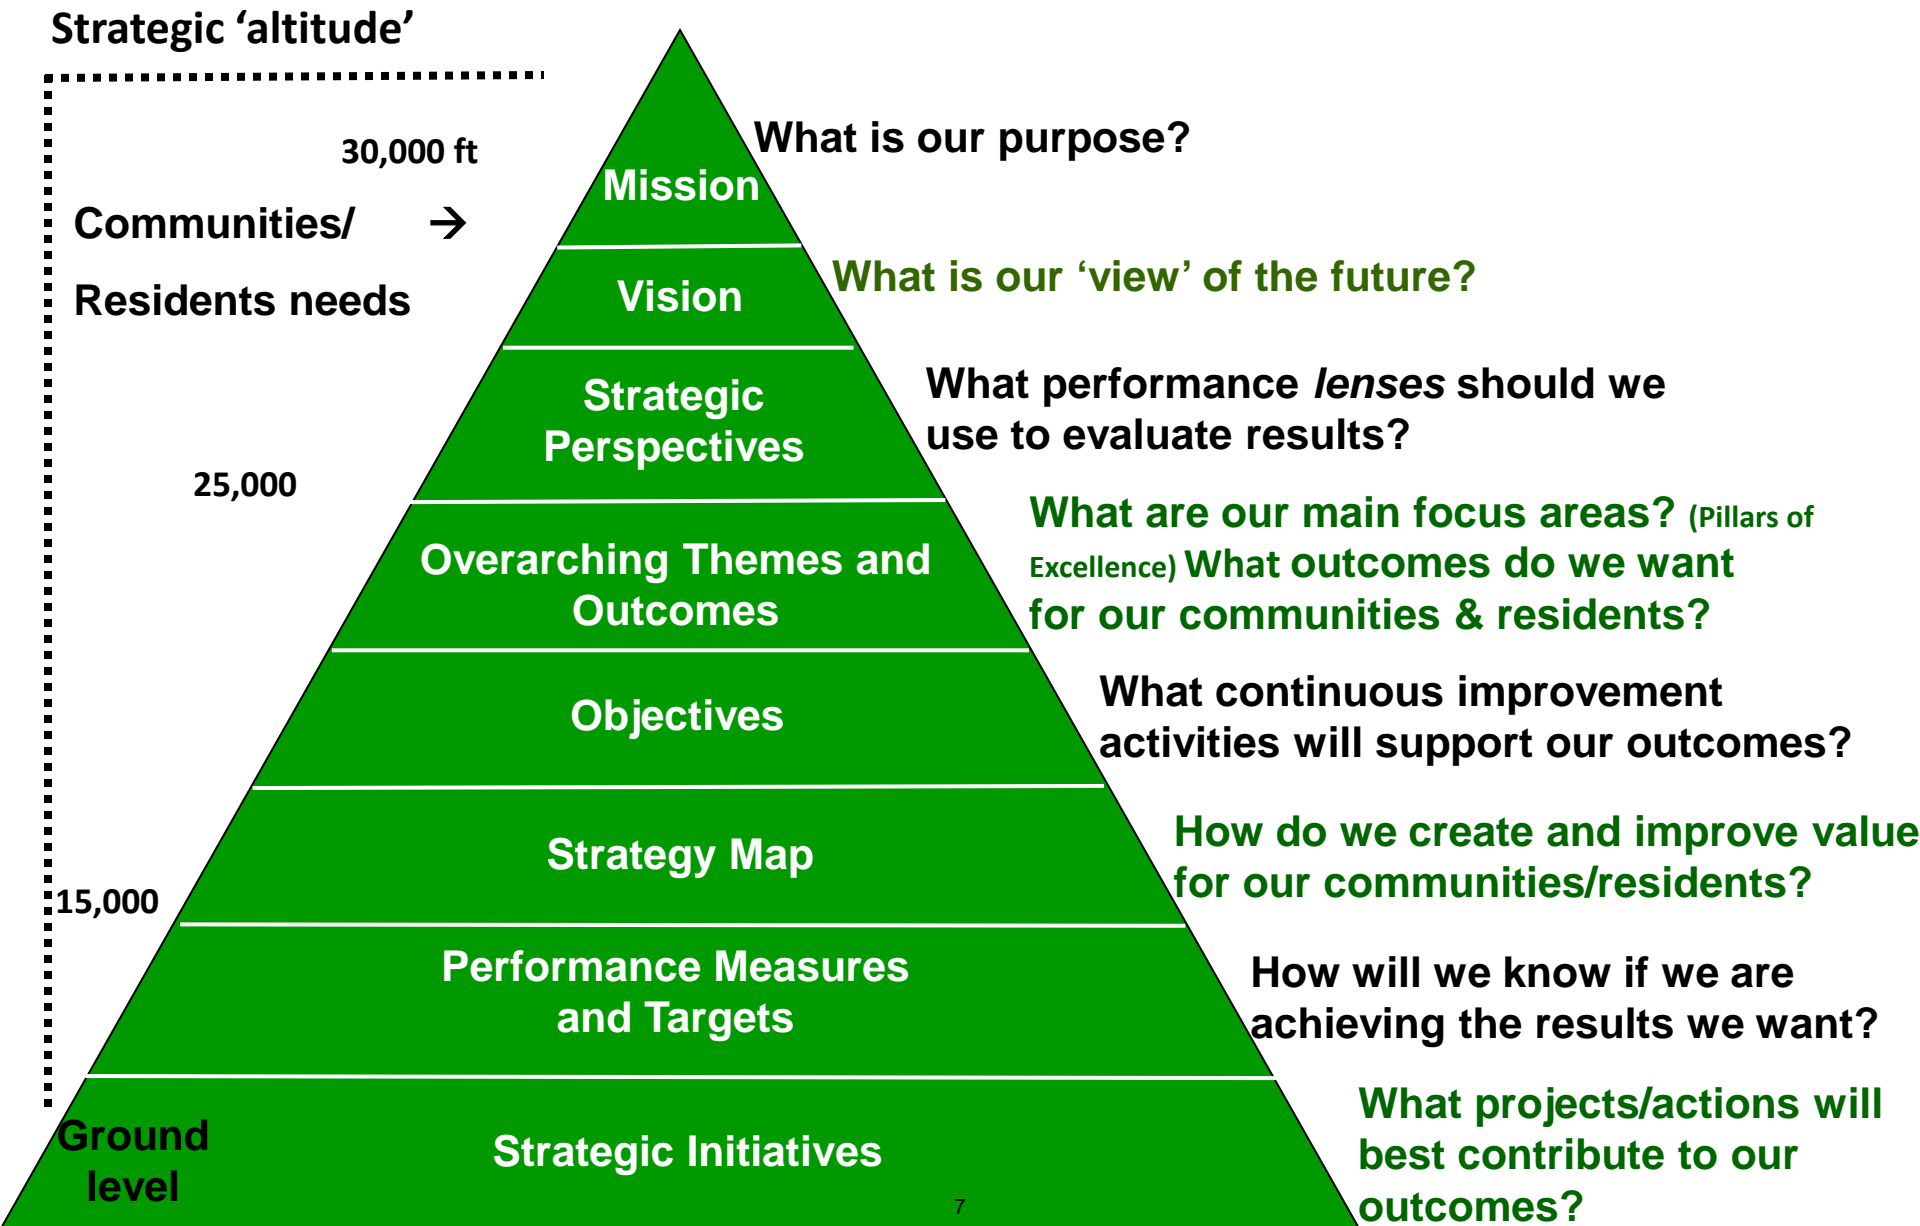 Strategic ‘altitude’
30,000 ft
What is our purpose?
Mission
Communities/ →
Residents needs
Vision
What is our ‘view’ of the future?
Strategic
Perspectives
What performance lenses should we
use to evaluate results?
25,000
Overarching Themes and
Outcomes
What are our main focus areas? (Pillars of
Excellence) What outcomes do we want
for our communities & residents?
Objectives
What continuous improvement
activities will support our outcomes?
Strategy Map
How do we create and improve value
for our communities/residents?
15,000
Performance Measures
and Targets
How will we know if we are
achieving the results we want?
Ground
level
Strategic Initiatives
What projects/actions will
best contribute to our
outcomes?
7